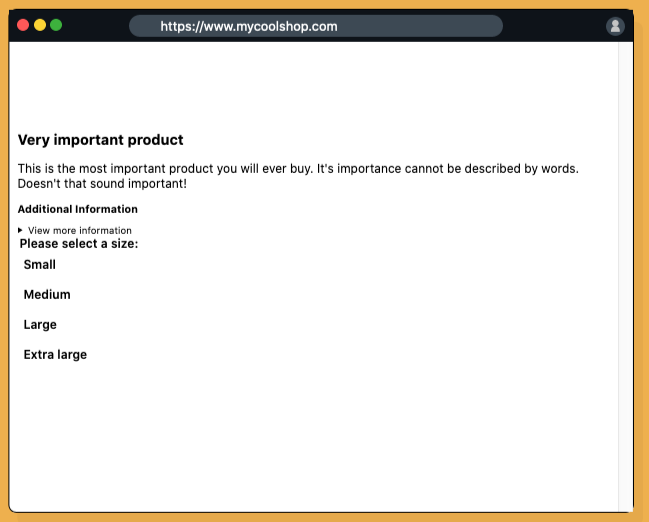 https://www.mycoolshop.com
Very important product
This is the most important product you will ever buy. It's importance cannot be described by words.
Doesn't that sound important!
Additional Information
View more information
Please select a size:
Small
Medium
Large
Extra large